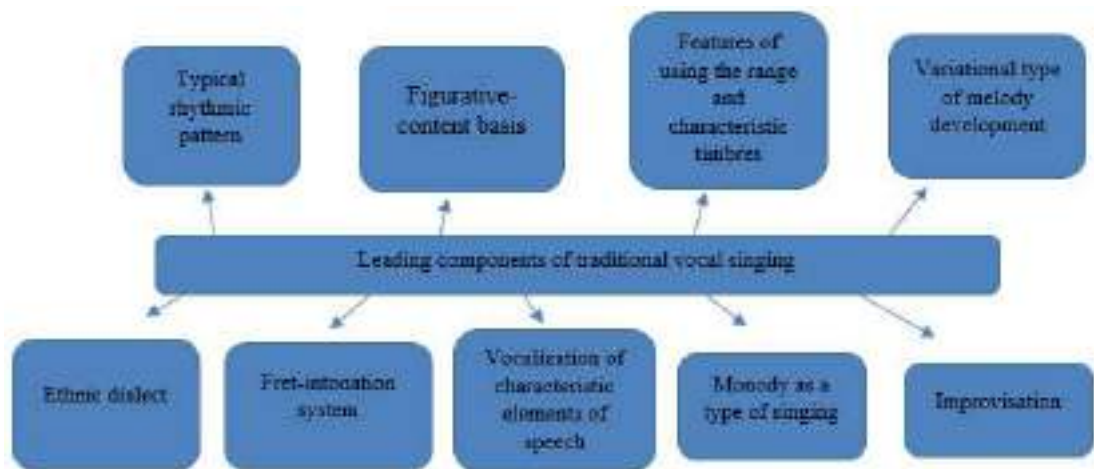 Typical
rhythmic
pattern
Figurative-
content basis
Features of
using the range
and
characteristic
timbres
Variational type
of melody
development
Leading components of traditional vocal singing
Ethnic dialect
Fret-intonation
system
Vocalization of
characteristic
elements of
speech
Monody as a
type of singing
Improvisation